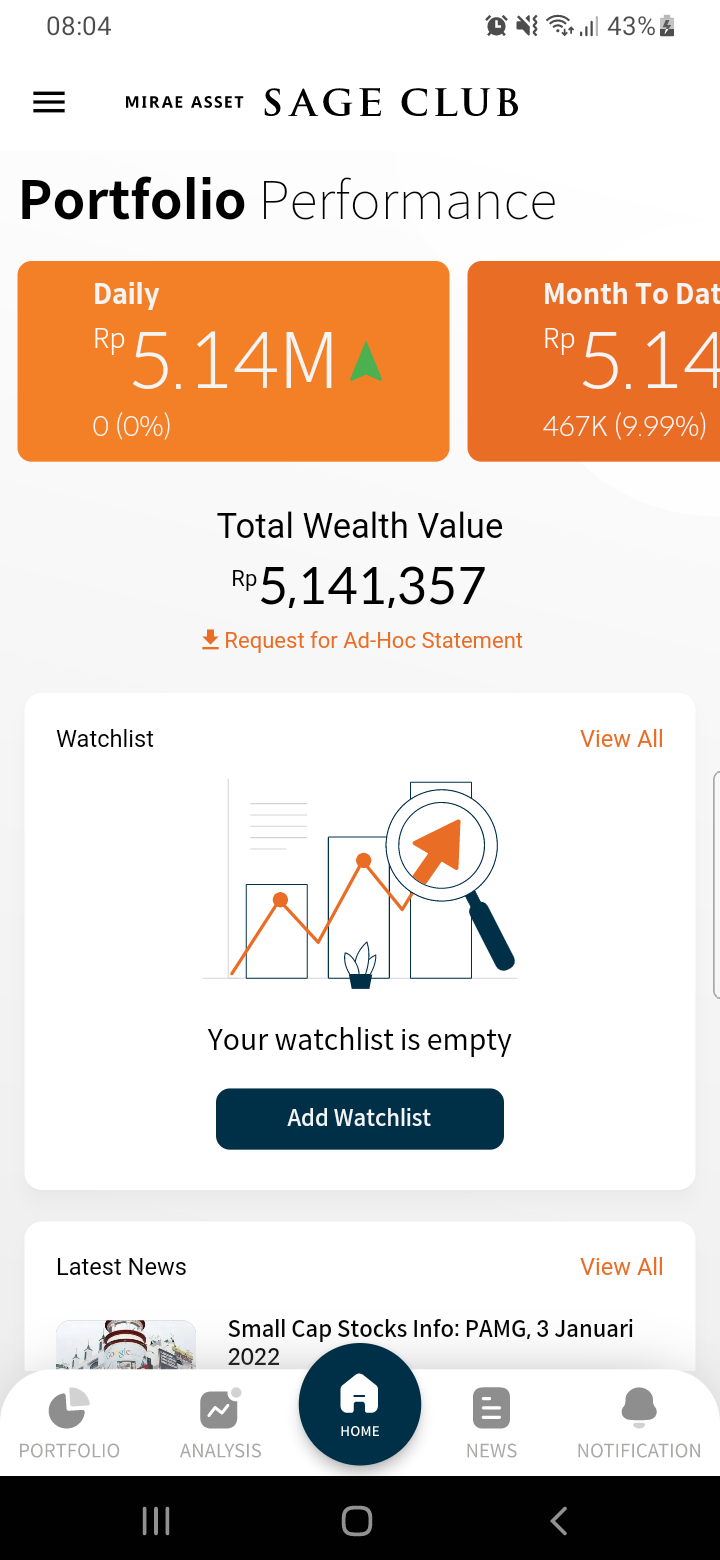 08:04
43%
MIRAE ASSET SAGE CLUB
Portfolio Performance
Daily
Rp 5.14M
0 (0%)
Month To Dat
Rp 5.14
467K (9.99%)
Total Wealth Value
Rp 5,141,357
Request for Ad-Hoc Statement
Watchlist
View All
Your watchlist is empty
Add Watchlist
Latest News
View All
Small Cap Stocks Info: PAMG, 3 Januari
2022
Google
PORTFOLIO
ANALYSIS
HOME
NEWS
NOTIFICATION